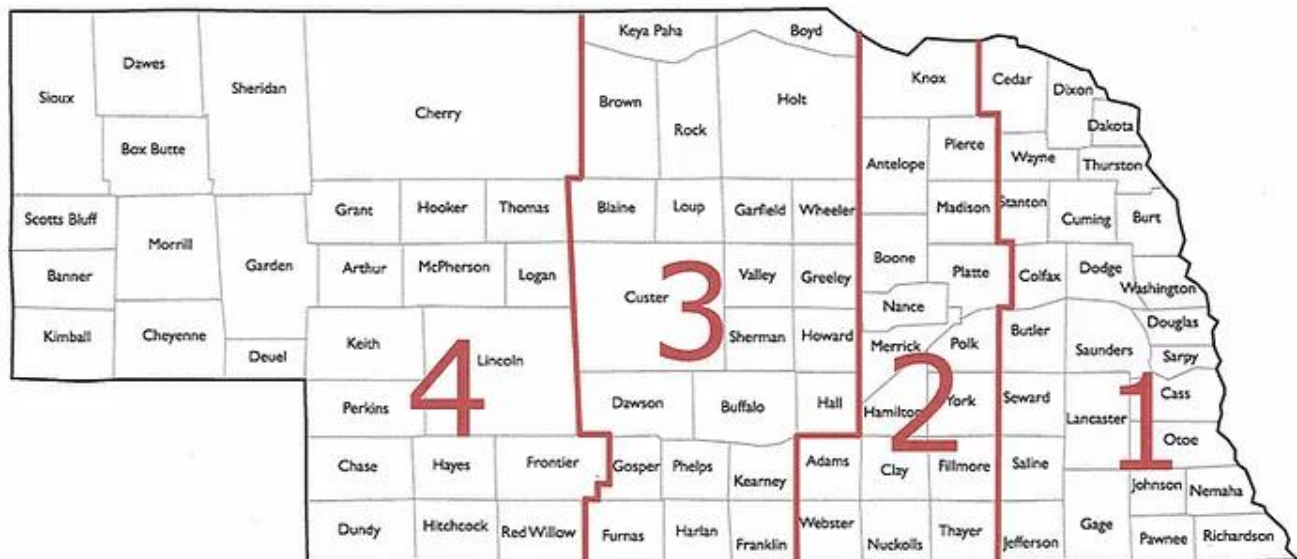 Keya Paha
Boyd
Dawes
Sioux
Sheridan
Cherry
Brown
Rock
Holt
Knox
Cedar
Dixon
Dakota
Box Butte
Antelope
Pierce
Wayne
Thurston
Scotts Bluff
Morrill
Garden
Grant
Hooker
Thomas
Blaine
Loup
Garfield
Wheeler
Madison
Stanton
Cuming
Burt
Banner
Arthur
McPherson
Logan
Custer
3
Valley
Greeley
Boone
Platte
Colfax
Dodge
Washington
Kimball
Cheyenne
Deuel
Keith
Lincoln
4
Sherman
Howard
Nance
Merrick
Polk
Butler
Saunders
Douglas
Sarpy
Perkins
Dawson
Buffalo
Hall
Hamilton
2
York
Seward
Lancaster
1
Cass
Otoe
Chase
Hayes
Frontier
Gosper
Phelps
Kearney
Adams
Clay
Fillmore
Saline
Johnson
Nemaha
Dundy
Hitchcock
Red Willow
Furnas
Harlan
Franklin
Webster
Nuckolls
Thayer
Jefferson
Gage
Pawnee
Richardson